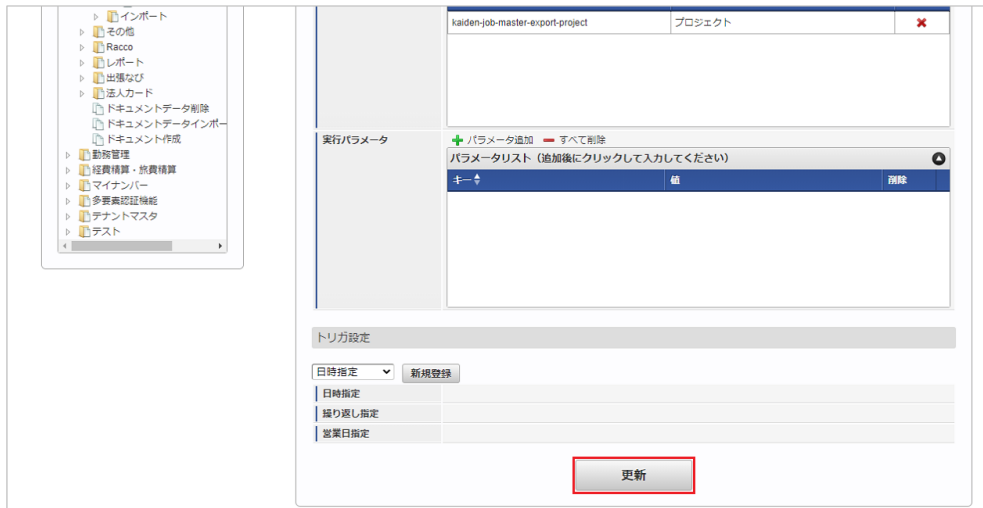 インポート
その他
Racco
レポート
出張なび
法人カード
ドキュメントデータ削除
ドキュメントデータインポー
ドキュメント作成
勤務管理
経費精算・旅費精算
マイナンバー
多要素認証機能
テナントマスタ
テスト
kaiden-job-master-export-project プロジェクト
実行パラメータ
パラメータ追加 すべて削除
パラメータリスト（追加後にクリックして入力してください）
キー 値 削除
トリガ設定
日時指定 新規登録
日時指定
繰り返し指定
営業日指定
更新